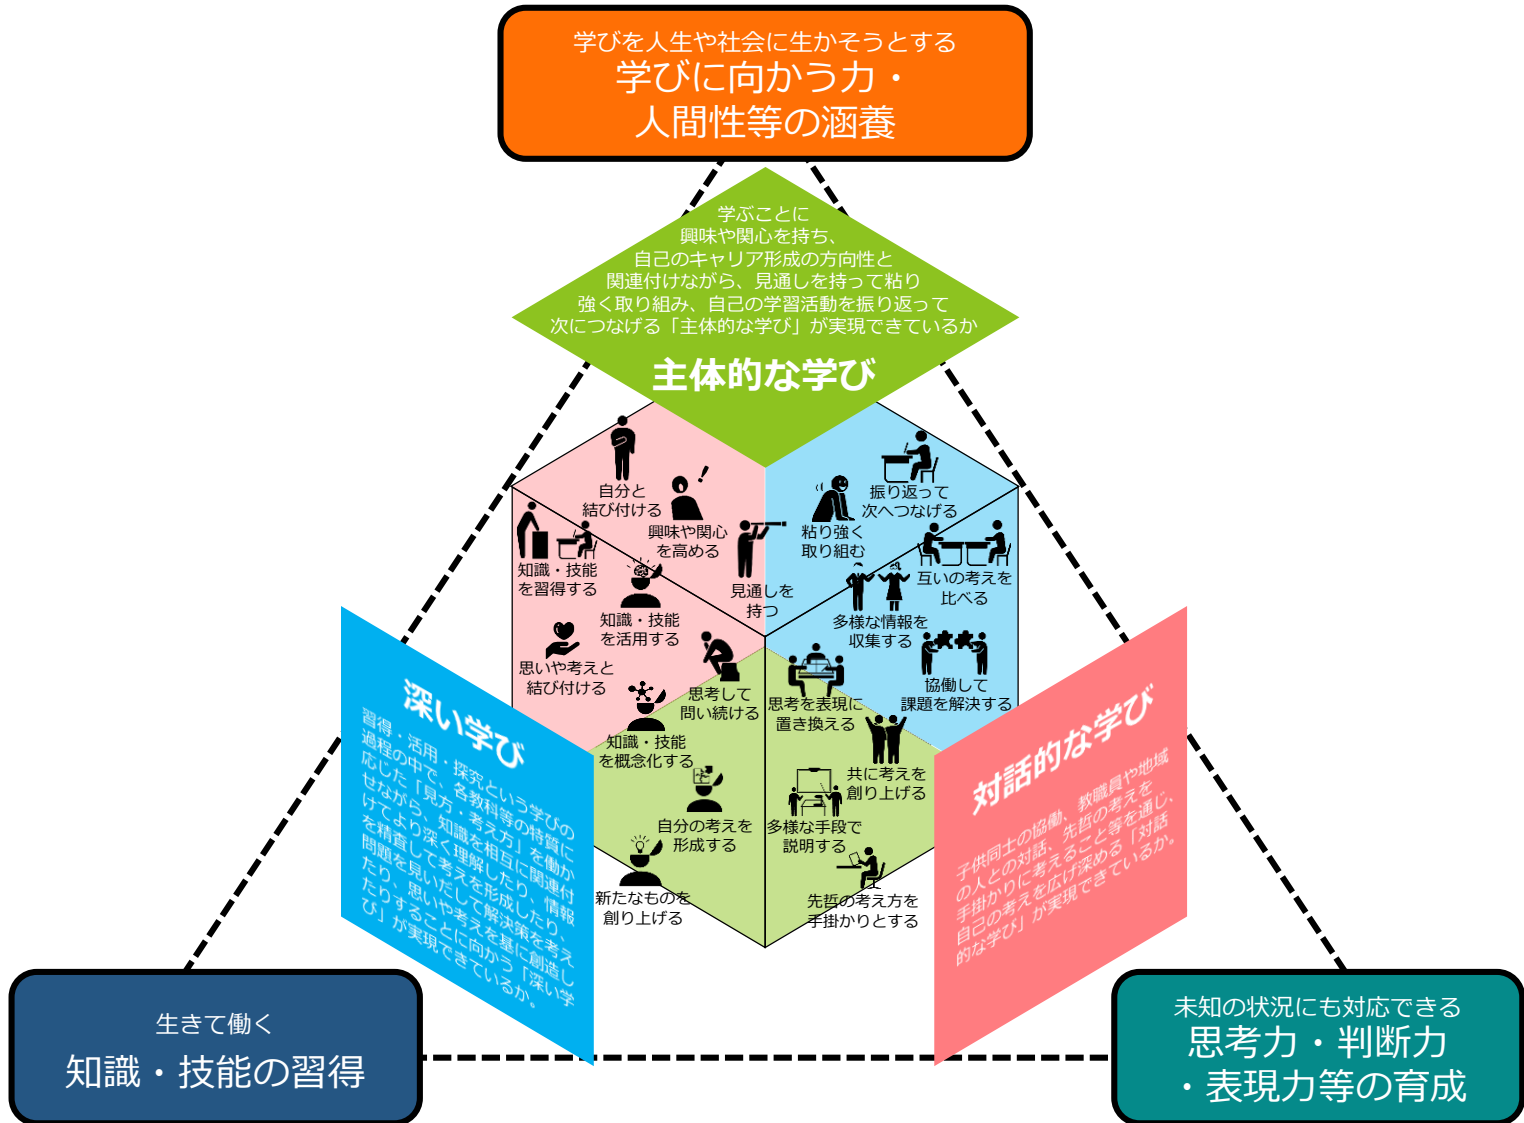 学びを人生や社会に生かそうとする
学びに向かう力・
人間性等の涵養
学ぶことに
興味や関心を持ち、
自己のキャリア形成の方向性と
関連付けながら、見通しを持って粘り
強く取り組み、自己の学習活動を振り返って
次につなげる「主体的な学び」が実現できているか
主体的な学び
自分と
結び付ける
興味や関心
を高める
見通しを
持つ
粘り強く
取り組む
振り返って
次へつなげる
知識・技能
を習得する
知識・技能
を活用する
思いや考えと
結び付ける
知識・技能
を概念化する
思考して
問い続ける
自分の考えを
形成する
新たなものを
創り上げる
互いの考えを
比べる
多様な情報を
収集する
協働して
課題を解決する
思考を表現に
置き換える
共に考えを
創り上げる
多様な手段で
説明する
先哲の考え方を
手掛かりとする
深い学び
習得・活用・探究という学びの
過程の中で、各教科等の特質に
応じた「見方・考え方」を働か
せながら、知識を相互に関連付
けてより深く理解したり、情報
を精査して考えを形成したり、
問題を見いだして解決策を考え
たり、思いや考えを基に創造し
たりすることに向かう「深い学
び」が実現できているか。
対話的な学び
子供同士の協働、教職員や地域
の人との対話、先哲の考えを
手掛かりに考えること等を通じ、
自己の考えを広げ深める「対話
的な学び」が実現できているか。
生きて働く
知識・技能の習得
未知の状況にも対応できる
思考力・判断力
・表現力等の育成